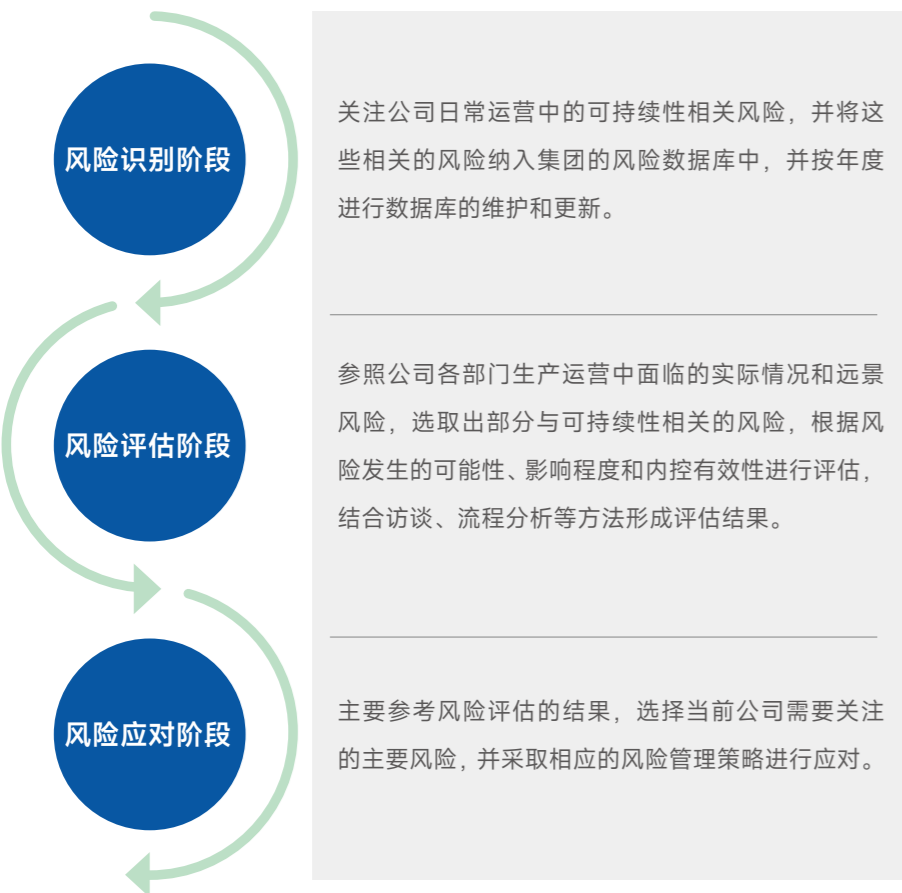 风险识别阶段
关注公司日常运营中的可持续性相关风险，并将这
些相关的风险纳入集团的风险数据库中，并按年度
进行数据库的维护和更新。
风险评估阶段
参照公司各部门生产运营中面临的实际情况和远景
风险，选取出部分与可持续性相关的风险，根据风
险发生的可能性、影响程度和内控有效性进行评估，
结合访谈、流程分析等方法形成评估结果。
风险应对阶段
主要参考风险评估的结果，选择当前公司需要关注
的主要风险，并采取相应的风险管理策略进行应对。